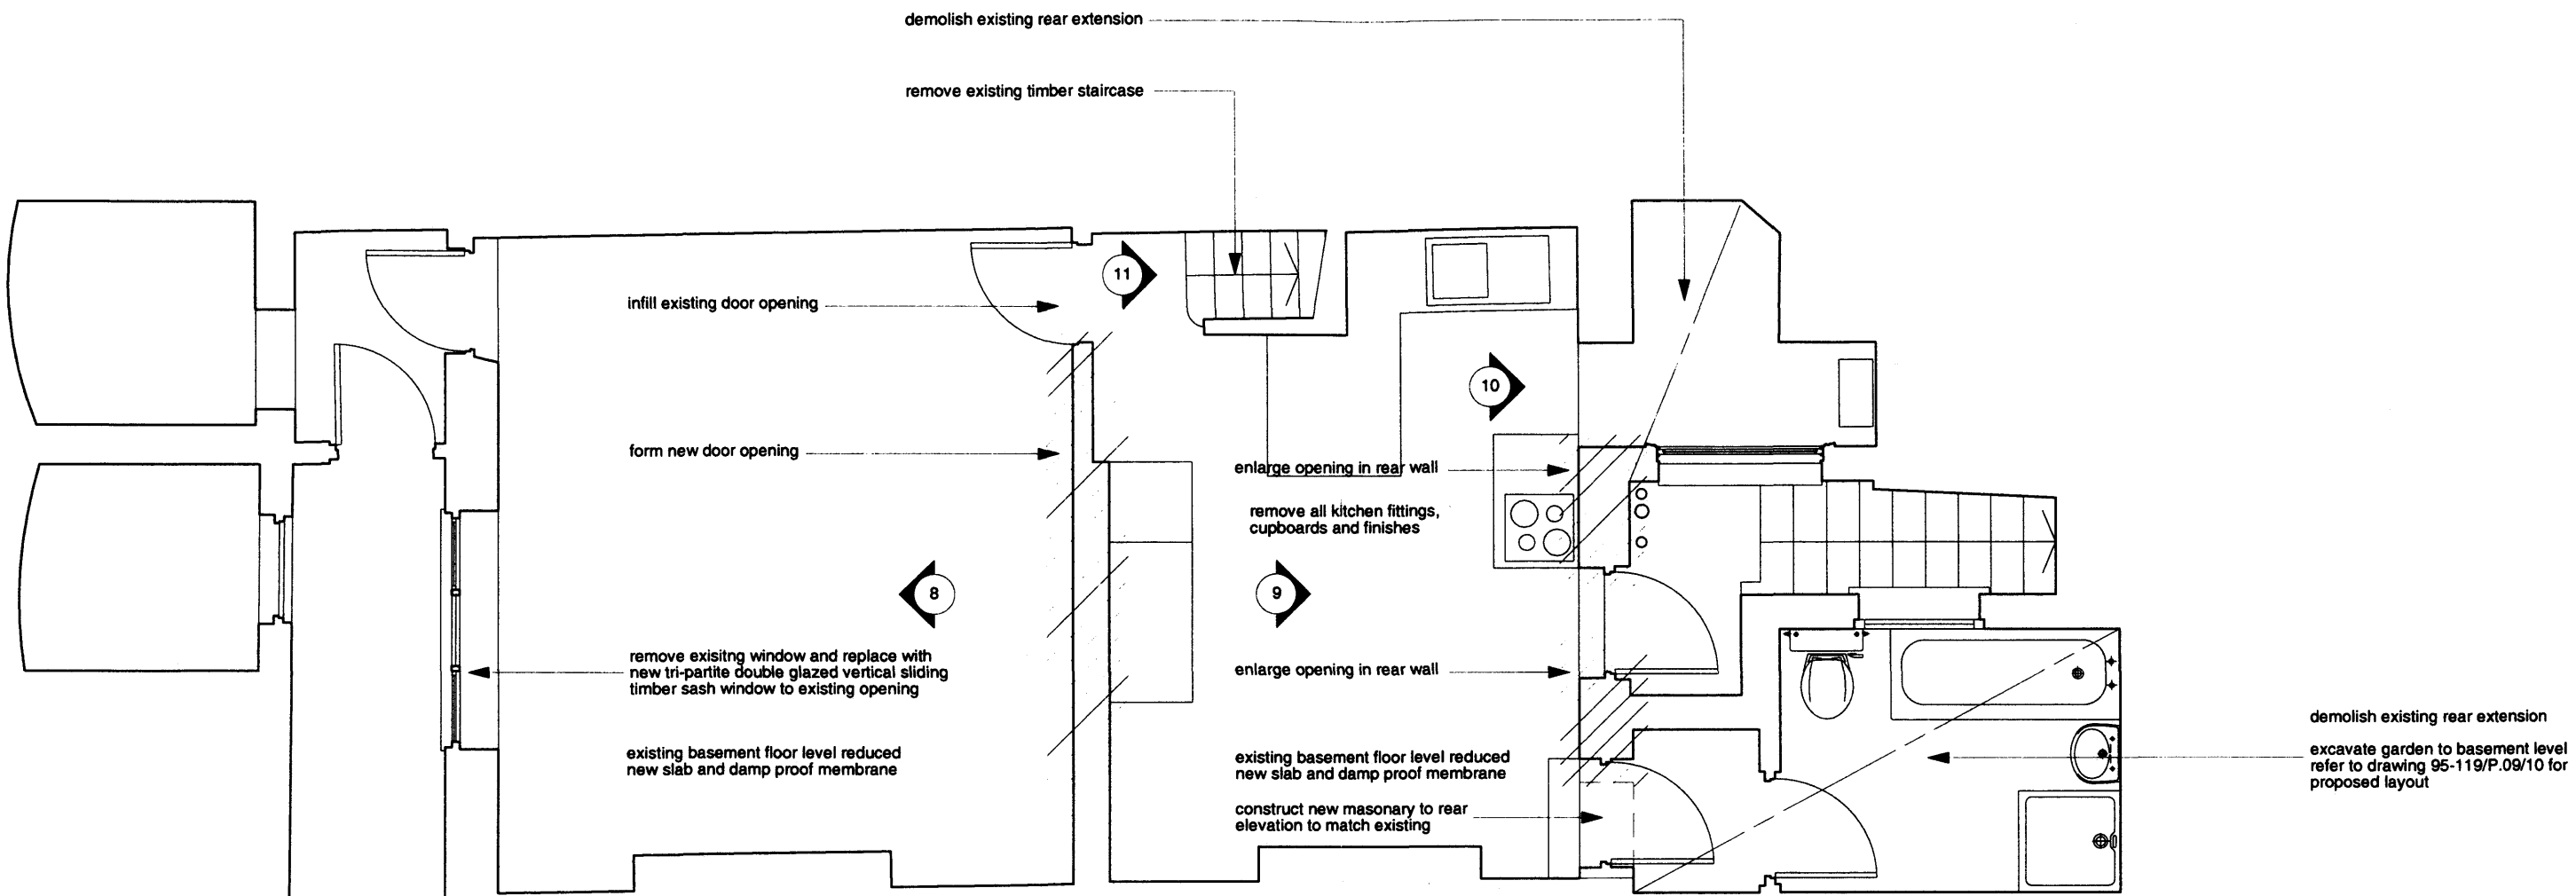 demolish existing rear extension
remove existing timber staircase
11
infill existing door opening
10
form new door opening
enlarge opening in rear wall
remove all kitchen fittings,
cupboards and finishes
8
9
remove exisitng window and replace with
new tri-partite double glazed vertical sliding
timber sash window to existing opening
enlarge opening in rear wall
existing basement floor level reduced
new slab and damp proof membrane
existing basement floor level reduced
new slab and damp proof membrane
construct new masonary to rear
elevation to match existing
demolish existing rear extension
excavate garden to basement level
refer to drawing 95-119/P.09/10 for
proposed layout